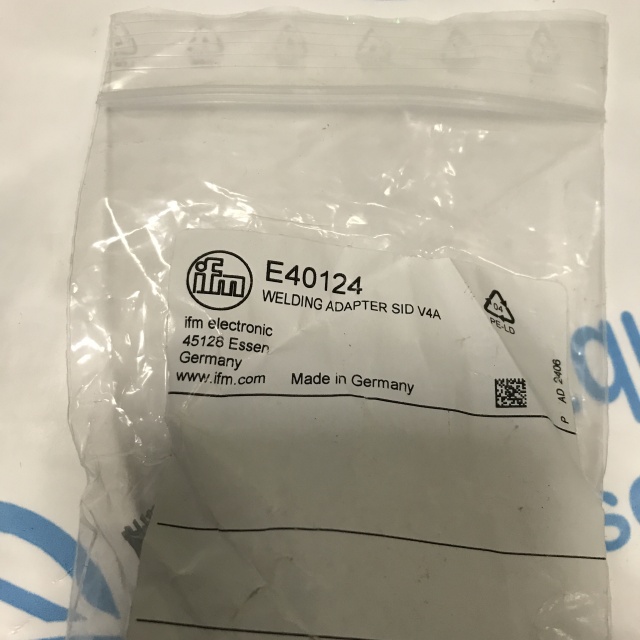 ifm
E40124
WELDING ADAPTER SID V4A
ifm electronic
45128 Essen
Germany
www.ifm.com Made in Germany
04
PE-LD
P AD 2406